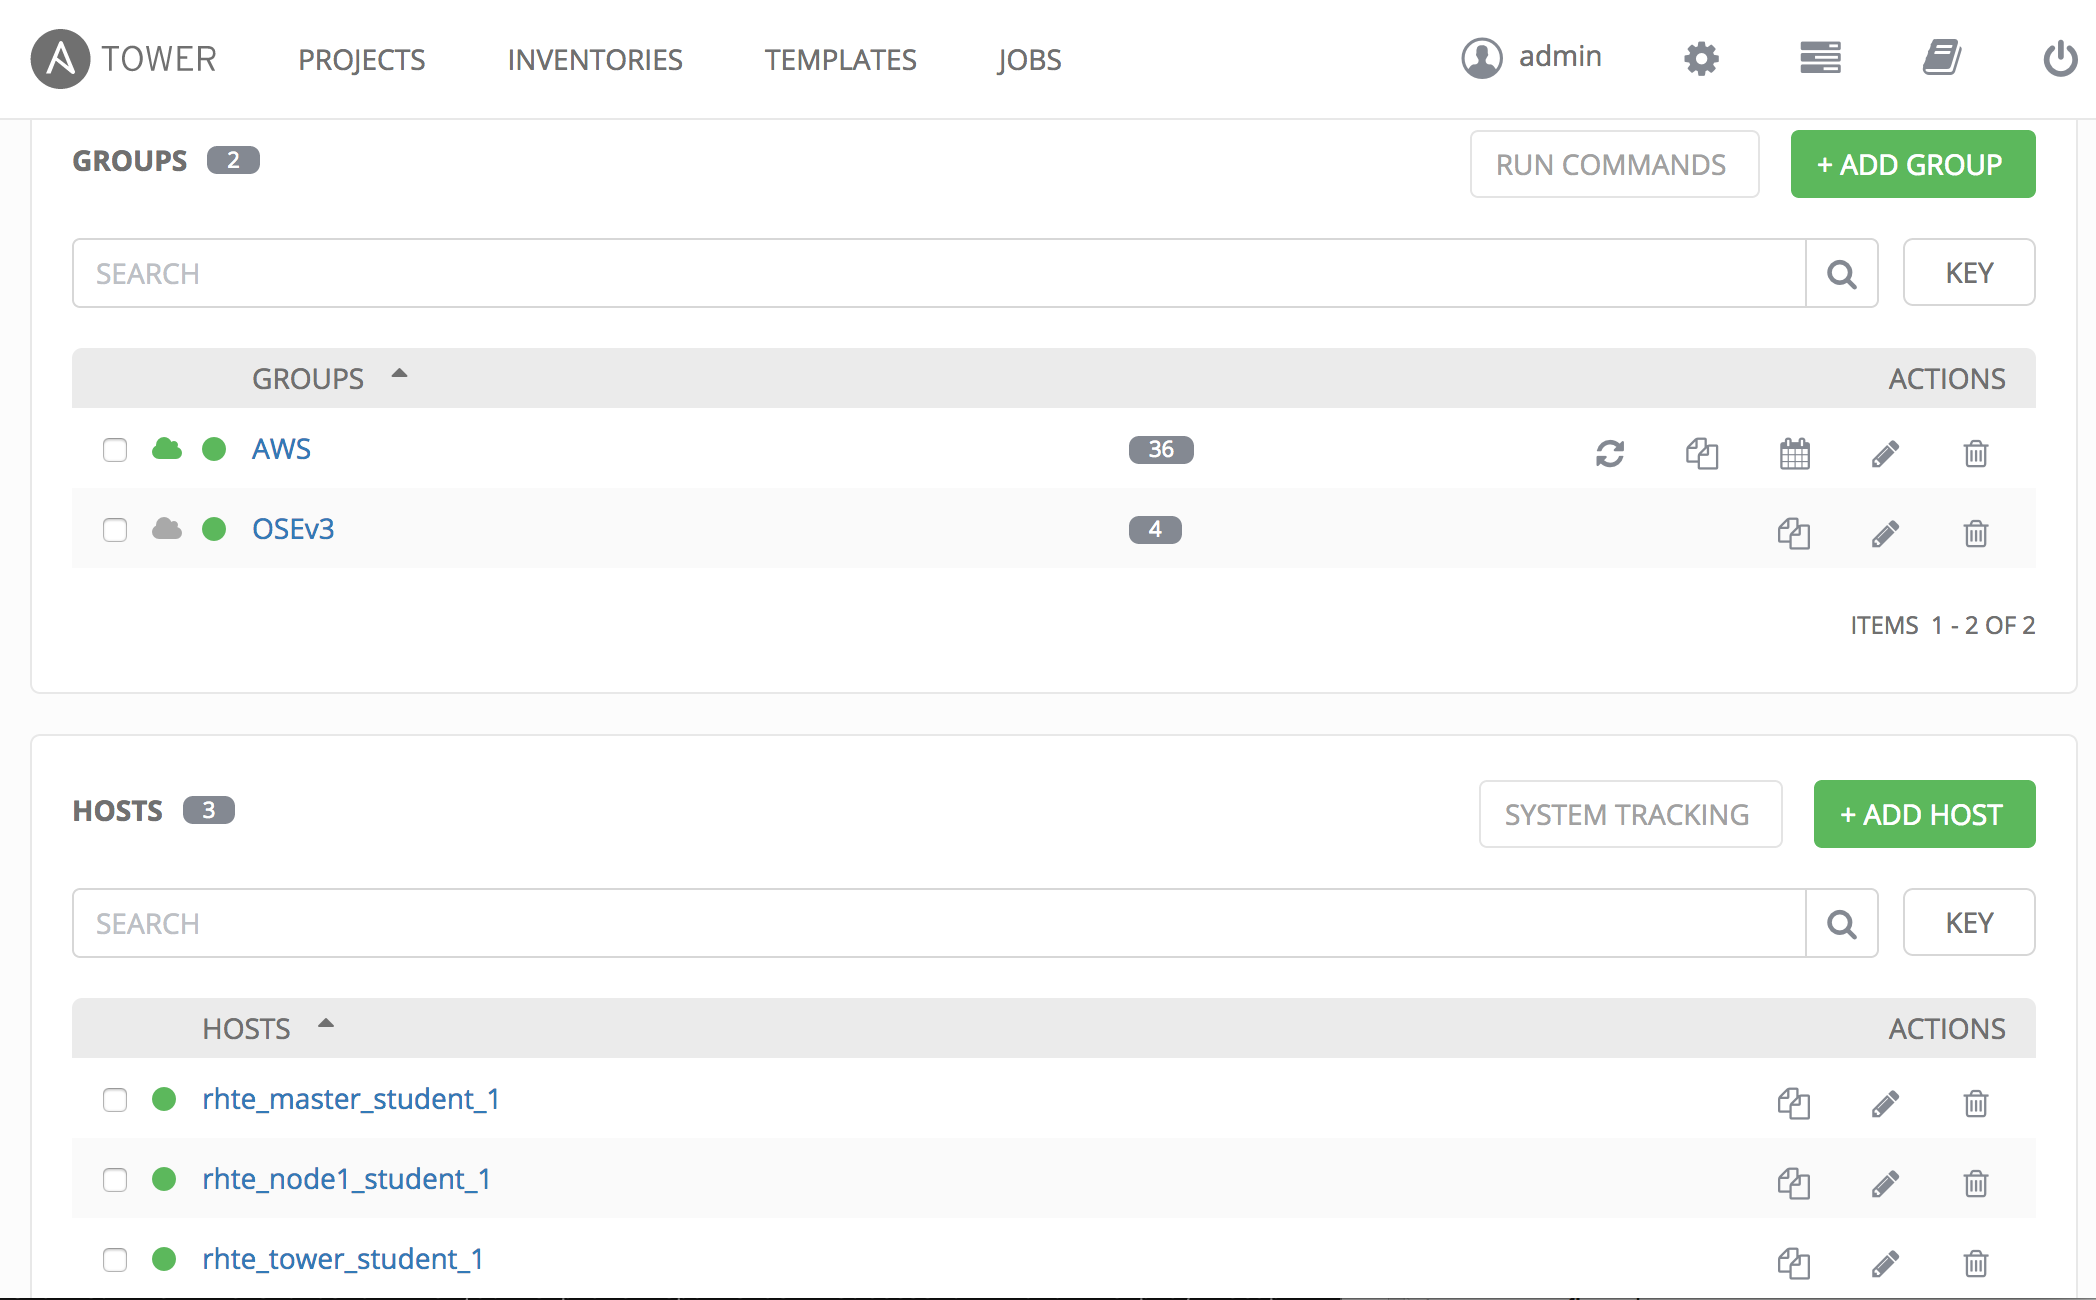 TOWER PROJECTS INVENTORIES TEMPLATES JOBS admin
GROUPS 2 RUN COMMANDS + ADD GROUP
SEARCH KEY
GROUPS ACTIONS
AWS 36
OSEv3 4
ITEMS 1 - 2 OF 2
HOSTS 3 SYSTEM TRACKING + ADD HOST
SEARCH KEY
HOSTS ACTIONS
rhte_master_student_1
rhte_node1_student_1
rhte_tower_student_1